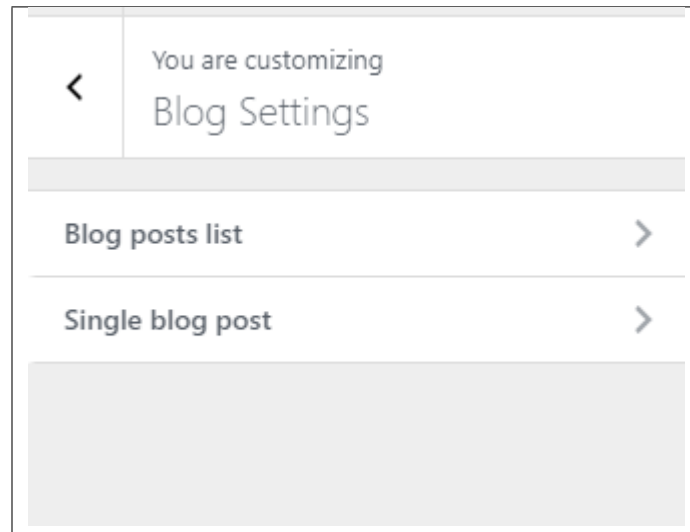 You are customizing
Blog Settings
Blog posts list
Single blog post